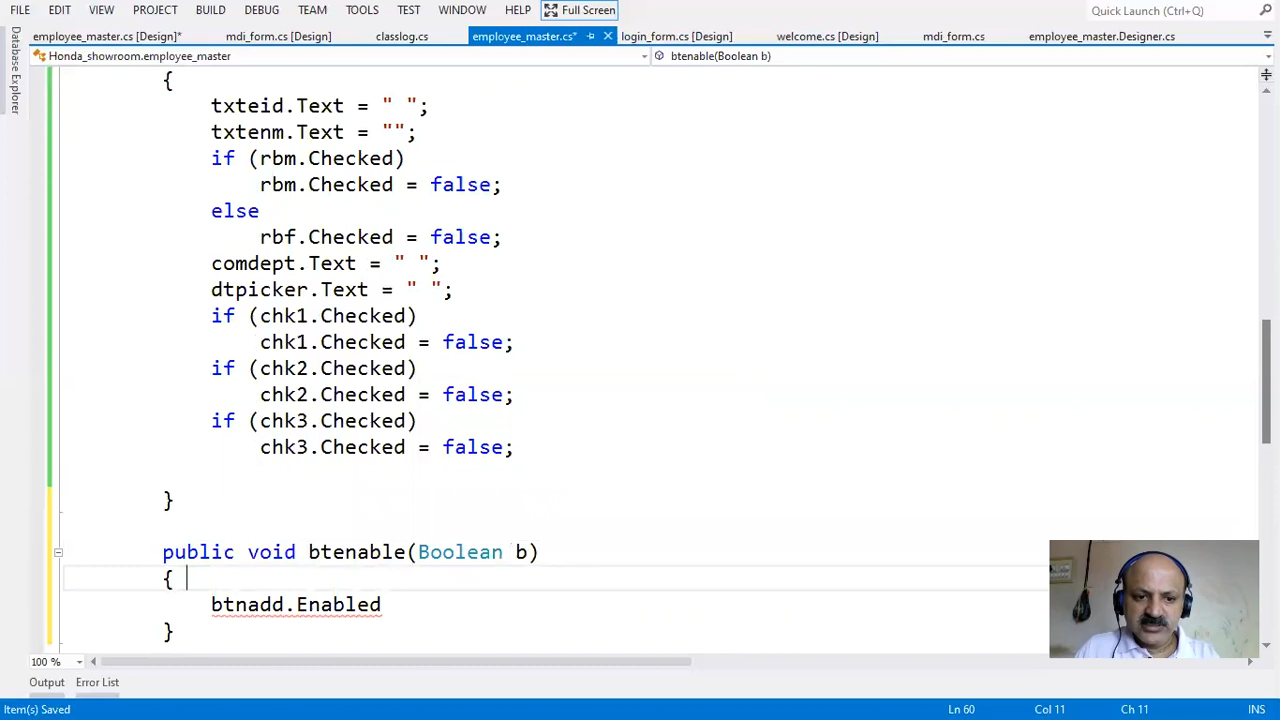 FILE EDIT VIEW PROJECT BUILD DEBUG TEAM TOOLS TEST WINDOW HELP Full Screen Quick Launch (Ctrl+Q)
employee_master.cs [Design]* mdi_form.cs [Design] classlog.cs employee_master.cs* login_form.cs [Design] welcome.cs [Design] mdi_form.cs employee_master.Designer.cs
Database Explorer
Honda_showroom.employee_master btenable(Boolean b)
{
txteid.Text = " ";
txtenm.Text = "";
if (rbm.Checked)
rbm.Checked = false;
else
rbf.Checked = false;
comdept.Text = " ";
dtpicker.Text = " ";
if (chk1.Checked)
chk1.Checked = false;
if (chk2.Checked)
chk2.Checked = false;
if (chk3.Checked)
chk3.Checked = false;
}
public void btenable(Boolean b)
{
btnadd.Enabled
}
100 %
Output Error List
Item(s) Saved Ln 60 Col 11 Ch 11 INS